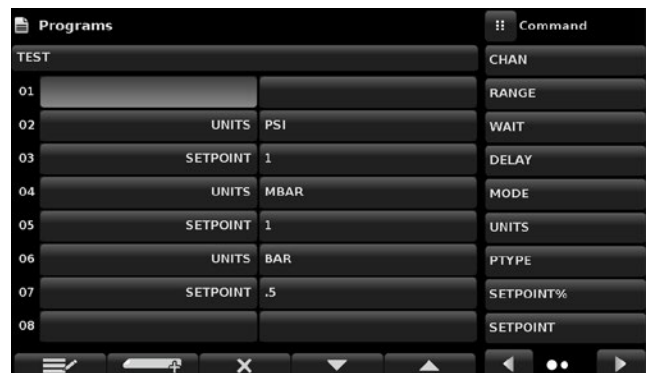 Programs
Command
TEST
CHAN
01
RANGE
02 UNITS PSI
WAIT
03 SETPOINT 1
DELAY
04 UNITS MBAR
MODE
05 SETPOINT 1
UNITS
06 UNITS BAR
PTYPE
07 SETPOINT .5
SETPOINT%
08
SETPOINT